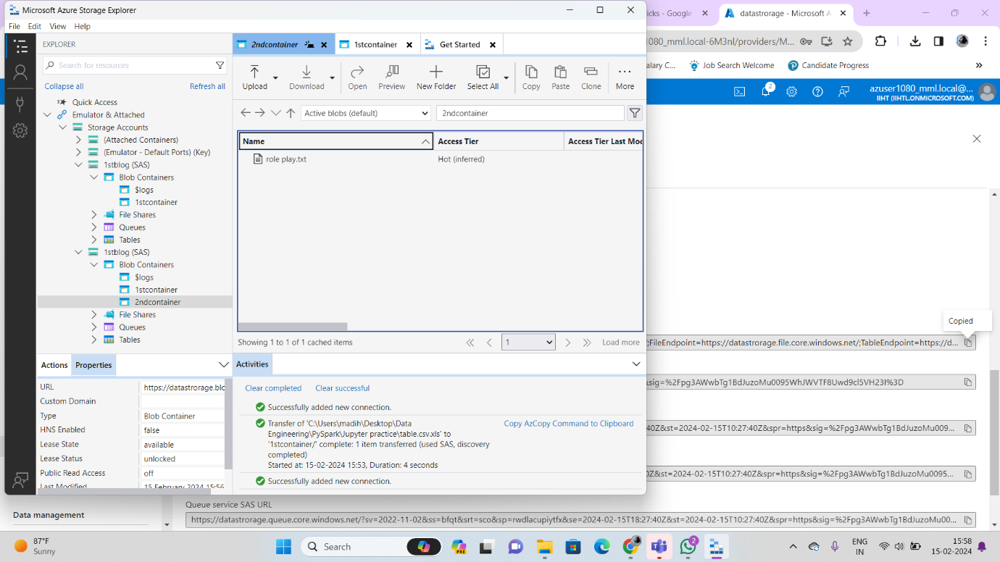 Microsoft Azure Storage Explorer
File Edit View Help
EXPLORER
Search for resources
Collapse all Refresh all
Quick Access
Emulator & Attached
Storage Accounts
(Attached Containers)
(Emulator - Default Ports) (Key)
1stblog (SAS)
Blob Containers
$logs
1stcontainer
File Shares
Queues
Tables
1stblog (SAS)
Blob Containers
$logs
1stcontainer
2ndcontainer
File Shares
Queues
Tables
Actions Properties
URL https://datastrorage.blo
Custom Domain
Type Blob Container
HNS Enabled false
Lease State available
Lease Status unlocked
Public Read Access off
Last Modified 15 February 2024 15:56
2ndcontainer 1stcontainer Get Started
Upload Download Open Preview New Folder Select All Copy Paste Clone More
Active blobs (default) 2ndcontainer
Name Access Tier Access Tier Last Mod
role play.txt Hot (inferred)
Showing 1 to 1 of 1 cached items 1 Load more
Activities
Clear completed Clear successful
Successfully added new connection.
Transfer of 'C:\Users\madih\Desktop\Data Copy AzCopy Command to Clipboard
Engineering\PySpark\Jupyter practice\table.csv.xls' to
'1stcontainer/' complete: 1 item transferred (used SAS, discovery
completed)
Started at: 15-02-2024 15:53, Duration: 4 seconds
Successfully added new connection.
icks - Google datastrorage - Microsoft A
1080_mml.local-6M3nl/providers/M...
alary C... Job Search Welcome Candidate Progress »
2 azuser1080_mml.local@...
IIHT (IIHTLONMICROSOFT.COM)
Copied
;FileEndpoint=https://datastrorage.file.core.windows.net/;TableEndpoint=https://d...
&sig=%2Fpg3AWwbTg1BdJuzoMu0095WhJWVTF8Uwd9cl5VH23I%3D
40Z&st=2024-02-15T10:27:40Z&spr=https&sig=%2Fpg3AWwbTg1BdJuzoMu009...
0Z&st=2024-02-15T10:27:40Z&spr=https&sig=%2Fpg3AWwbTg1BdJuzoMu0095...
Queue service SAS URL
https://datastrorage.queue.core.windows.net/?sv=2022-11-02&ss=bfqt&srt=sco&sp=rwdlacupiytfx&se=2024-02-15T18:27:40Z&st=2024-02-15T10:27:40Z&spr=https&sig=%2Fpg3AWwbTg1BdJuzoMu00...
Data management
87°F
Sunny
Search
PRE
2
ENG
IN
15:58
15-02-2024